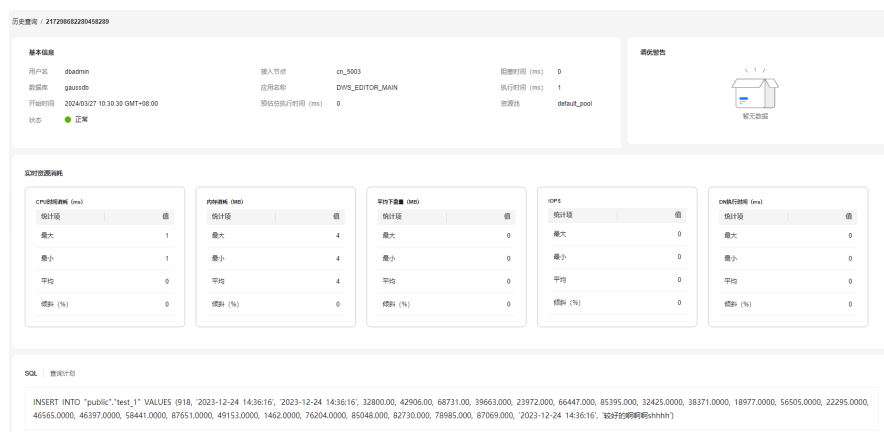 历史查询 / 217298682280458289
基本信息
用户名 dbadmin 接入节点 cn_5003 阻塞时间 (ms) 0
数据库 gaussdb 应用名称 DWS_EDITOR_MAIN 执行时间 (ms) 1
开始时间 2024/03/27 10:30:30 GMT+08:00 预估总执行时间 (ms) 0 资源池 default_pool
状态 正常
调优警告
暂无数据
实时资源消耗
CPU时间消耗 (ms)
统计项 值
最大 1
最小 1
平均 0
倾斜 (%) 0
内存消耗 (MB)
统计项 值
最大 4
最小 4
平均 4
倾斜 (%) 0
平均下盘量 (MB)
统计项 值
最大 0
最小 0
平均 0
倾斜 (%) 0
IOPS
统计项 值
最大 0
最小 0
平均 0
倾斜 (%) 0
DN执行时间 (ms)
统计项 值
最大 0
最小 0
平均 0
倾斜 (%) 0
SQL 查询计划
INSERT INTO "public"."test_1" VALUES (918, '2023-12-24 14:36:16', '2023-12-24 14:36:16', 32800.00, 42906.00, 68731.00, 39663.000, 23972.000, 66447.000, 85395.000, 32425.0000, 38371.0000, 18977.0000, 56505.0000, 22295.0000,
46565.0000, 46397.0000, 58441.0000, 87651.0000, 49153.0000, 1462.0000, 76204.0000, 85048.000, 82730.000, 78985.000, 87069.000, '2023-12-24 14:36:16', '较好的啊啊啊shhhh')